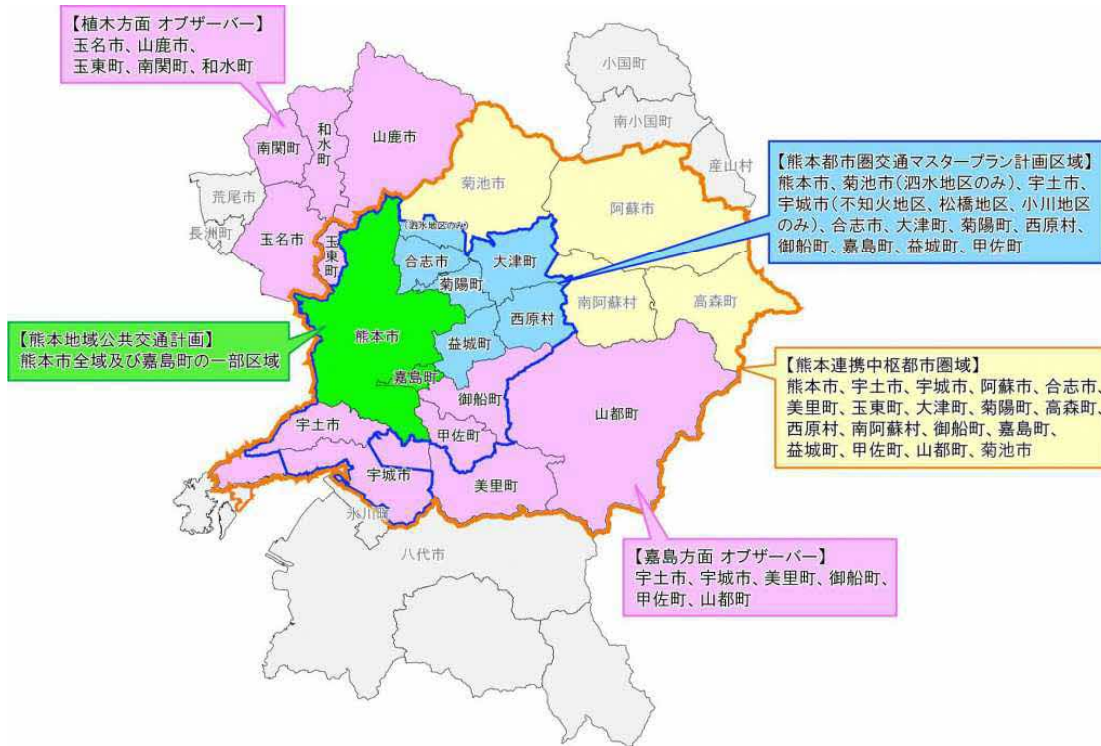 【植木方面 オブザーバー】
玉名市、山鹿市、
玉東町、南関町、和水町
小国町
南小国町
産山村
山鹿市
和水町
南関町
荒尾市
長洲町
玉名市
玉東町
菊池市
(泗水地区のみ)
阿蘇市
【熊本都市圏交通マスタープラン計画区域】
熊本市、菊池市(泗水地区のみ)、宇土市、
宇城市(不知火地区、松橋地区、小川地区
のみ)、合志市、大津町、菊陽町、西原村、
御船町、嘉島町、益城町、甲佐町
合志市
大津町
菊陽町
南阿蘇村
高森町
西原村
熊本市
益城町
【熊本地域公共交通計画】
熊本市全域及び嘉島町の一部区域
嘉島町
御船町
山都町
【熊本連携中枢都市圏域】
熊本市、宇土市、宇城市、阿蘇市、合志市、
美里町、玉東町、大津町、菊陽町、高森町、
西原村、南阿蘇村、御船町、嘉島町、
益城町、甲佐町、山都町、菊池市
宇土市
甲佐町
宇城市
美里町
氷川町
八代市
【嘉島方面 オブザーバー】
宇土市、宇城市、美里町、御船町、
甲佐町、山都町